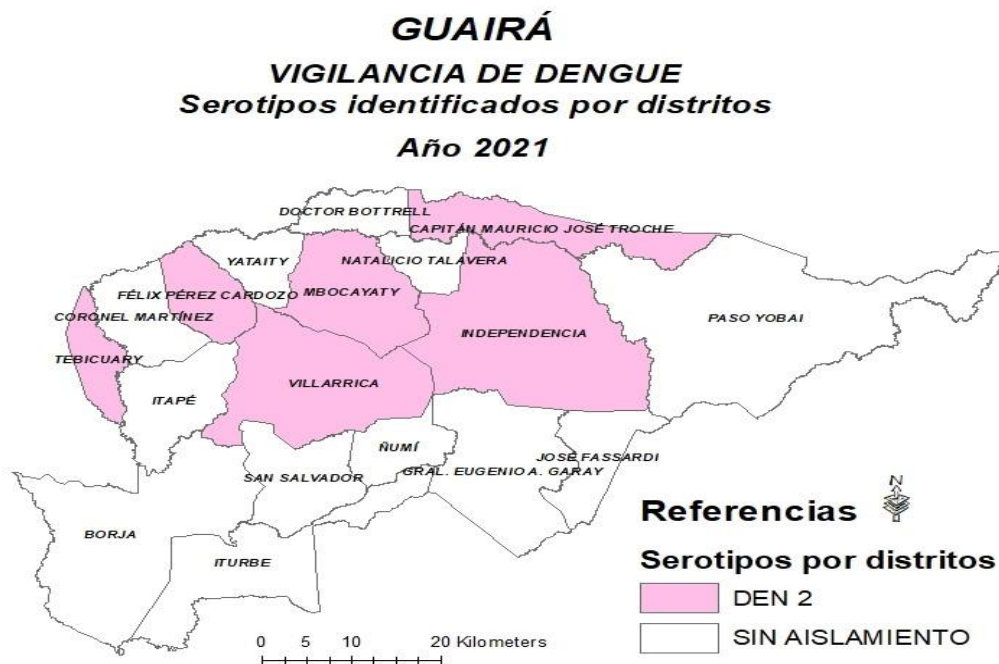 GUAIRÁ
VIGILANCIA DE DENGUE
Serotipos identificados por distritos
Año 2021
DOCTOR BOTTRELL
CAPITÁN MAURICIO JOSÉ TROCHE
YATAITY
NATALICIO TALAVERA
FÉLIX PÉREZ CARDOZO
MBOCAYATY
CORONEL MARTÍNEZ
PASO YOBAI
INDEPENDENCIA
TEBICUARY
VILLARRICA
ITAPÉ
ÑUMÍ
JOSÉ FASSARDI
SAN SALVADOR
GRAL. EUGENIO A. GARAY
BORJA
ITURBE
N
Referencias
Serotipos por distritos
DEN 2
SIN AISLAMIENTO
0 5 10 20 Kilometers